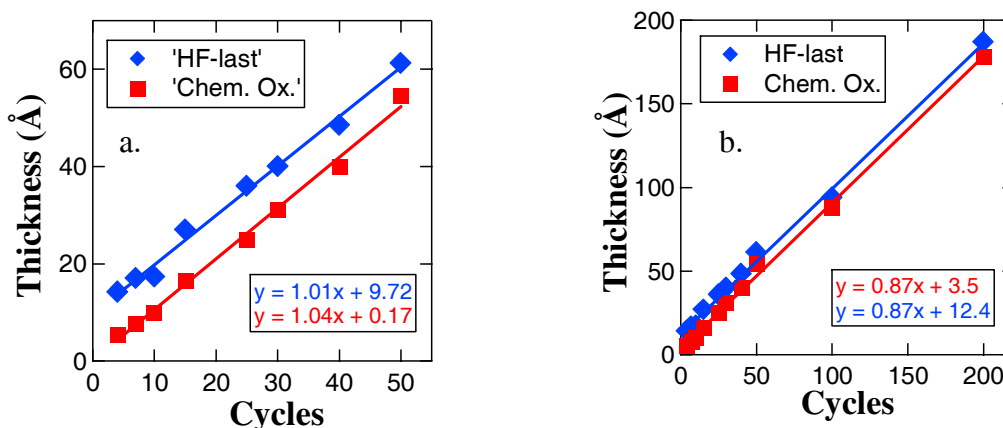 'HF-last'
'Chem. Ox.'
a.
Thickness (Å)
60
40
20
0
y = 1.01x + 9.72
y = 1.04x + 0.17
0 10 20 30 40 50
Cycles
HF-last
Chem. Ox.
b.
Thickness (Å)
200
150
100
50
0
y = 0.87x + 3.5
y = 0.87x + 12.4
0 50 100 150 200
Cycles